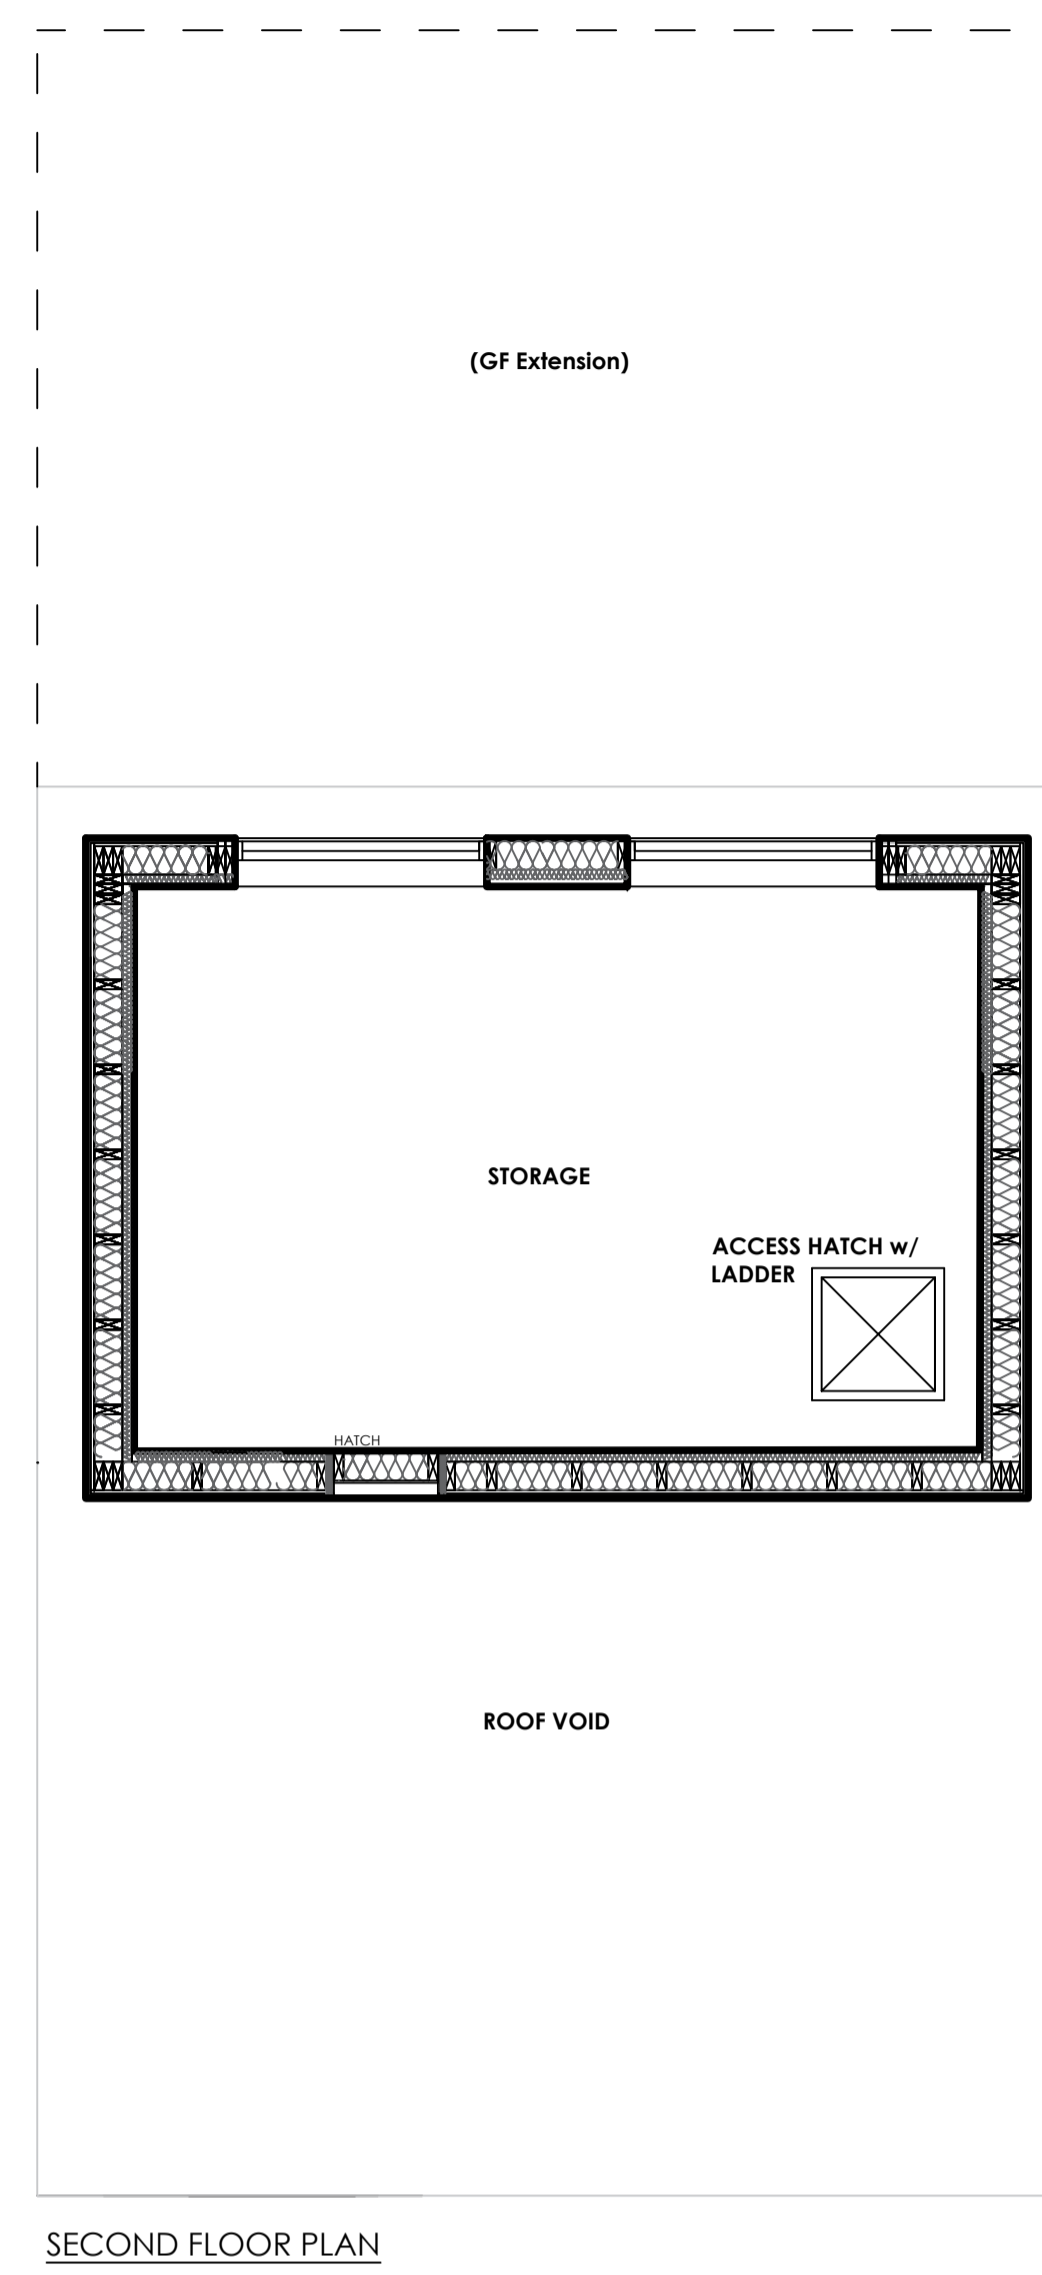 (GF Extension)
STORAGE
ACCESS HATCH w/
LADDER
HATCH
ROOF VOID
SECOND FLOOR PLAN